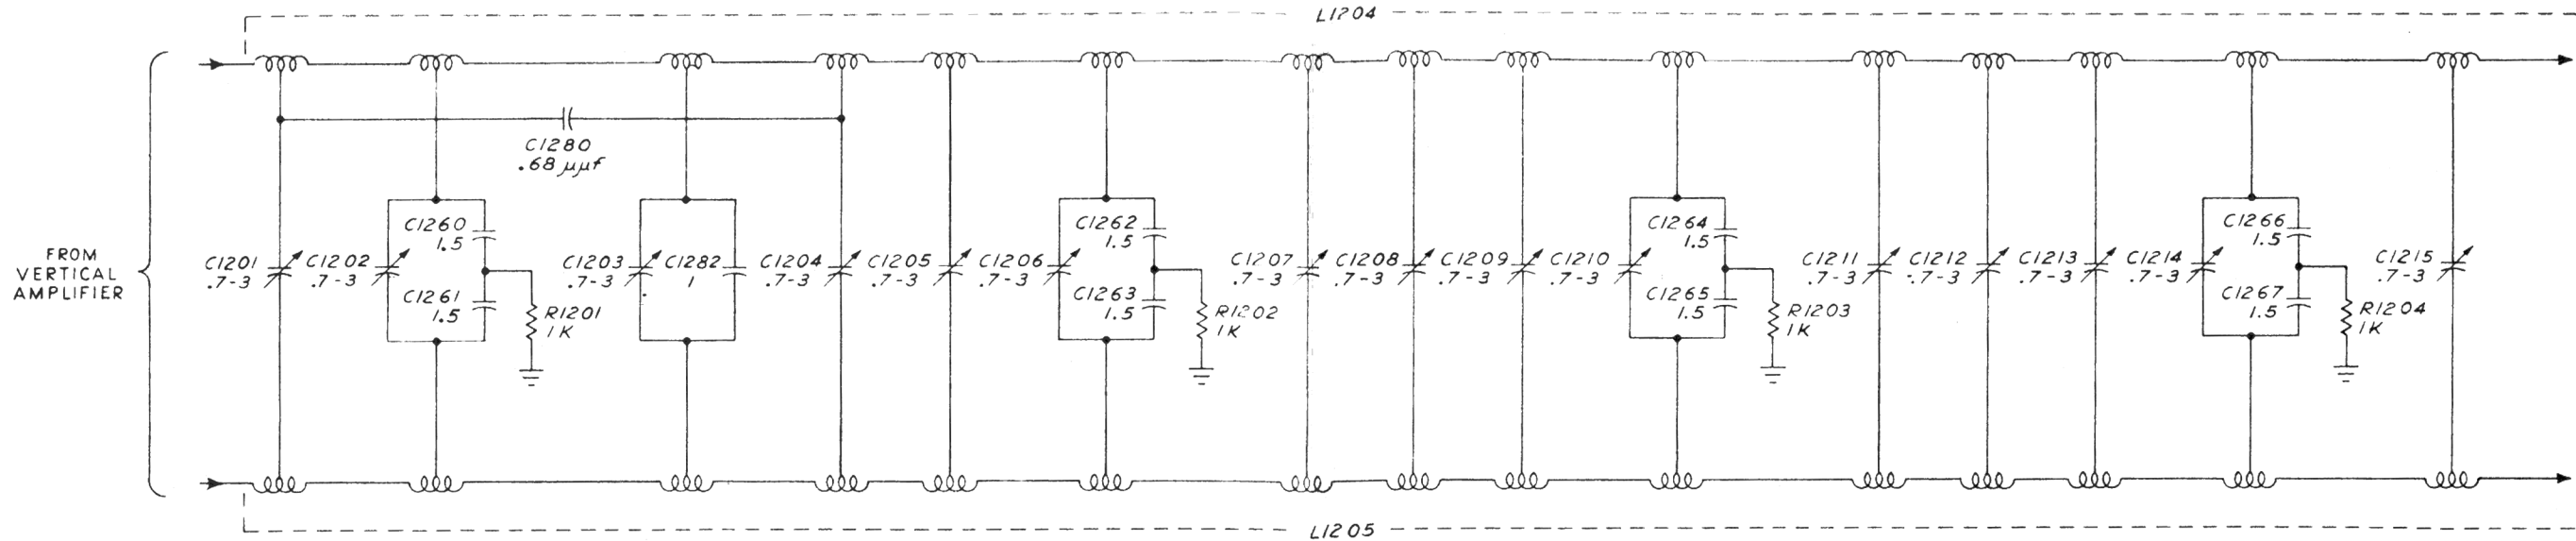 L1204
C1280
.68 μμf
FROM
VERTICAL
AMPLIFIER
C1201
.7-3
C1202
.7-3
C1260
1.5
C1261
1.5
R1201
1K
C1203
.7-3
C1282
1
C1204
.7-3
C1205
.7-3
C1206
.7-3
C1262
1.5
C1263
1.5
R1202
1K
C1207
.7-3
C1208
.7-3
C1209
.7-3
C1210
.7-3
C1264
1.5
C1265
1.5
R1203
1K
C1211
.7-3
C1212
.7-3
C1213
.7-3
C1214
.7-3
C1266
1.5
C1267
1.5
R1204
1K
C1215
.7-3
L1205